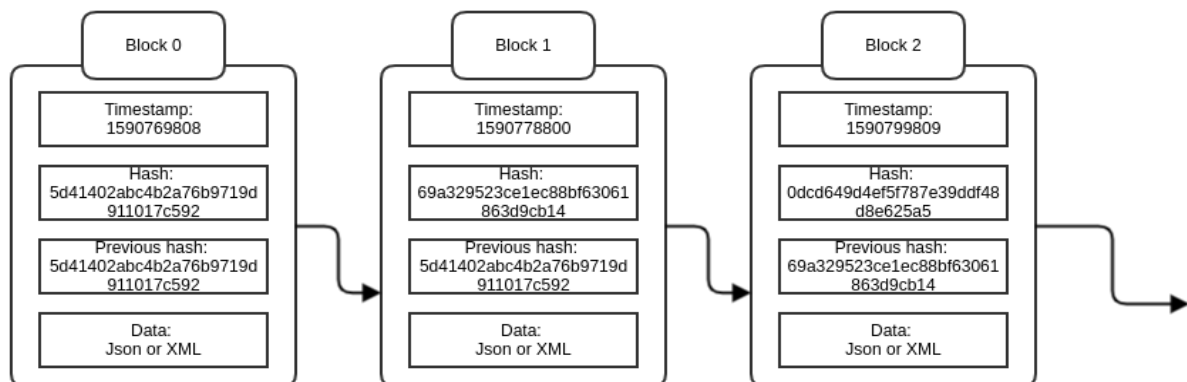 Block 0
Timestamp:
1590769808
Hash:
5d41402abc4b2a76b9719d
911017c592
Previous hash:
5d41402abc4b2a76b9719d
911017c592
Data:
Json or XML
Block 1
Timestamp:
1590778800
Hash:
69a329523ce1ec88bf63061
863d9cb14
Previous hash:
5d41402abc4b2a76b9719d
911017c592
Data:
Json or XML
Block 2
Timestamp:
1590799809
Hash:
0dcd649d4ef5f787e39ddf48
d8e625a5
Previous hash:
69a329523ce1ec88bf63061
863d9cb14
Data:
Json or XML